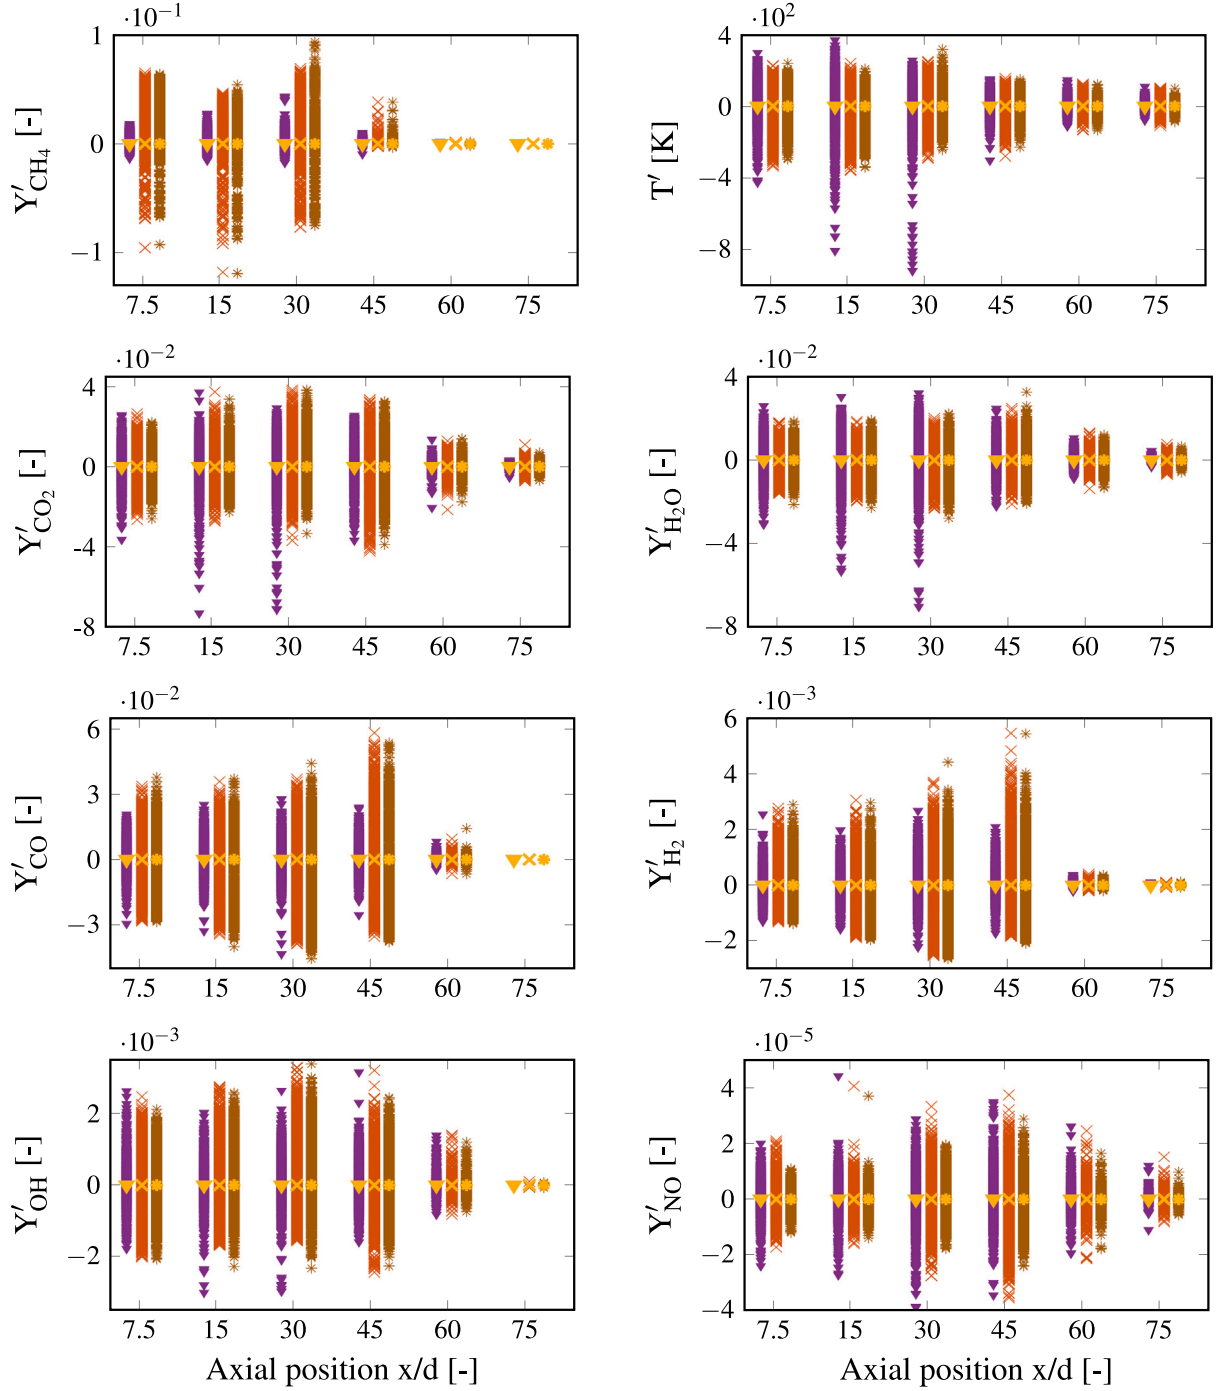 ·10⁻¹
Y′CH₄ [-]
1
0
−1
7.5 15 30 45 60 75
·10²
T′ [K]
4
0
−4
−8
7.5 15 30 45 60 75
·10⁻²
Y′CO₂ [-]
4
0
-4
-8
7.5 15 30 45 60 75
·10⁻²
Y′H₂O [-]
4
0
−4
−8
7.5 15 30 45 60 75
·10⁻²
Y′CO [-]
6
3
0
−3
7.5 15 30 45 60 75
·10⁻³
Y′H₂ [-]
6
4
2
0
−2
7.5 15 30 45 60 75
·10⁻³
Y′OH [-]
2
0
−2
7.5 15 30 45 60 75
Axial position x/d [-]
·10⁻⁵
Y′NO [-]
4
2
0
−2
−4
7.5 15 30 45 60 75
Axial position x/d [-]